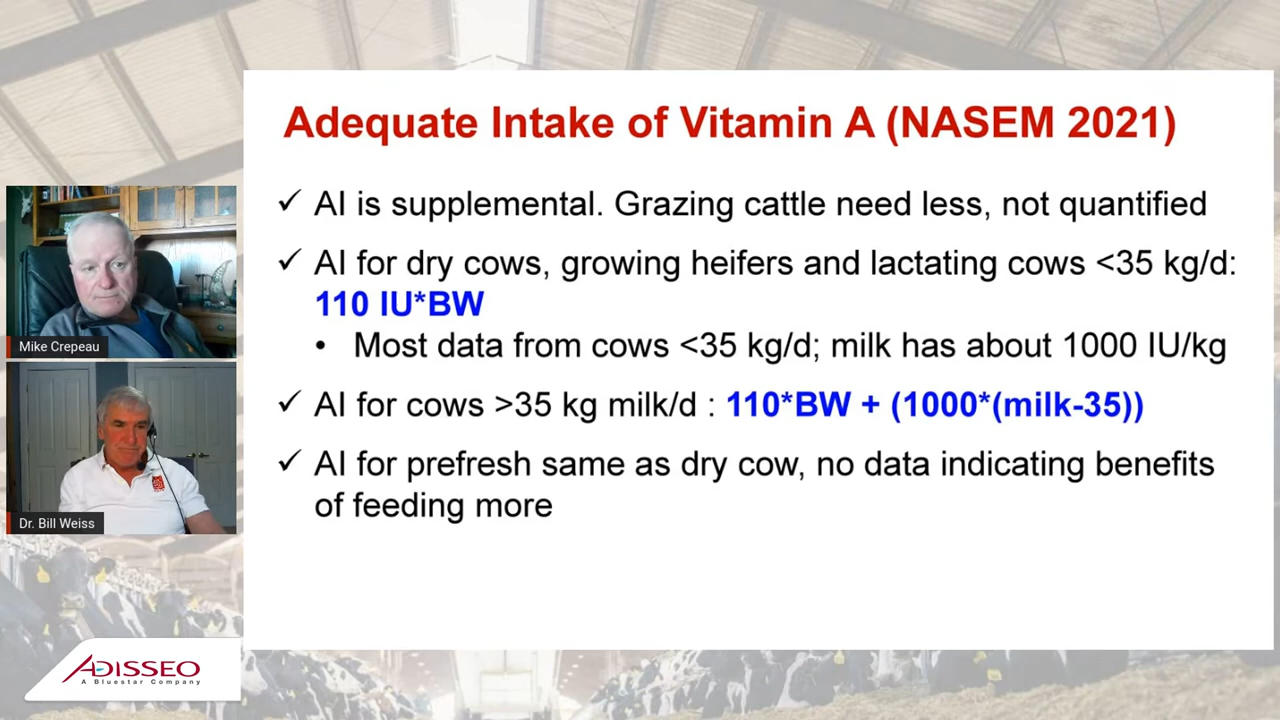 Adequate Intake of Vitamin A (NASEM 2021)
✓ AI is supplemental. Grazing cattle need less, not quantified
✓ AI for dry cows, growing heifers and lactating cows <35 kg/d:
110 IU*BW
• Most data from cows <35 kg/d; milk has about 1000 IU/kg
✓ AI for cows >35 kg milk/d : 110*BW + (1000*(milk-35))
✓ AI for prefresh same as dry cow, no data indicating benefits
of feeding more
Mike Crepeau
Dr. Bill Weiss
ADISSEO
A Bluestar Company